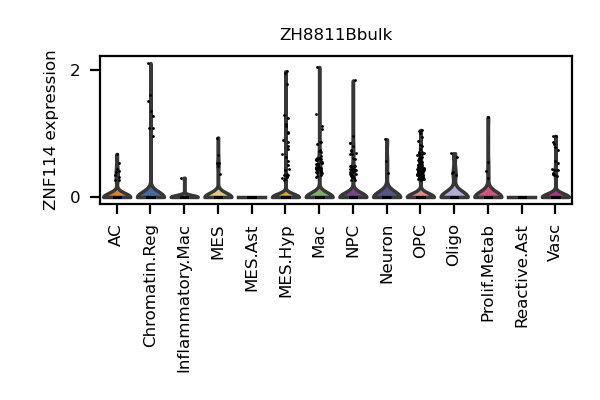 ZH8811Bbulk
ZNF114 expression
2
0
AC
Chromatin.Reg
Inflammatory.Mac
MES
MES.Ast
MES.Hyp
Mac
NPC
Neuron
OPC
Oligo
Prolif.Metab
Reactive.Ast
Vasc